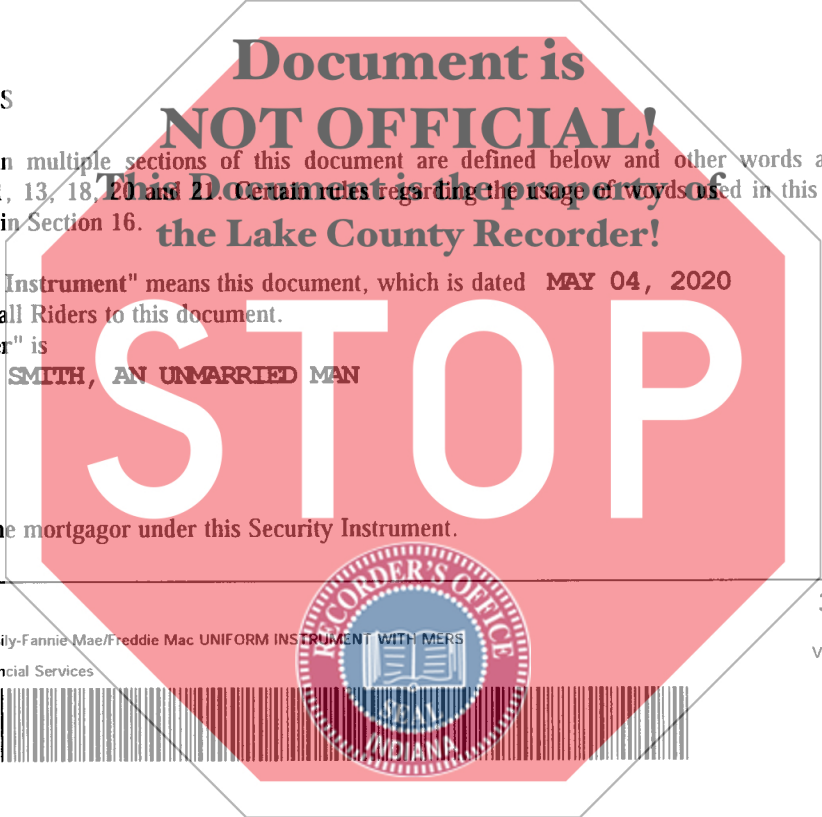 Document is
NOT OFFICIAL!
S
n multiple sections of this document are defined below and other words a
This Document is the property of
, 13, 18, 20 and 21. Certain rules regarding the usage of words used in this
in Section 16.
the Lake County Recorder!
Instrument" means this document, which is dated MAY 04, 2020
all Riders to this document.
r" is
SMITH, AN UNMARRIED MAN
STOP
e mortgagor under this Security Instrument.
RECORDER'S OFFICE
ily-Fannie Mae/Freddie Mac UNIFORM INSTRUMENT WITH MERS
V
ncial Services
SEAL
INDIANA